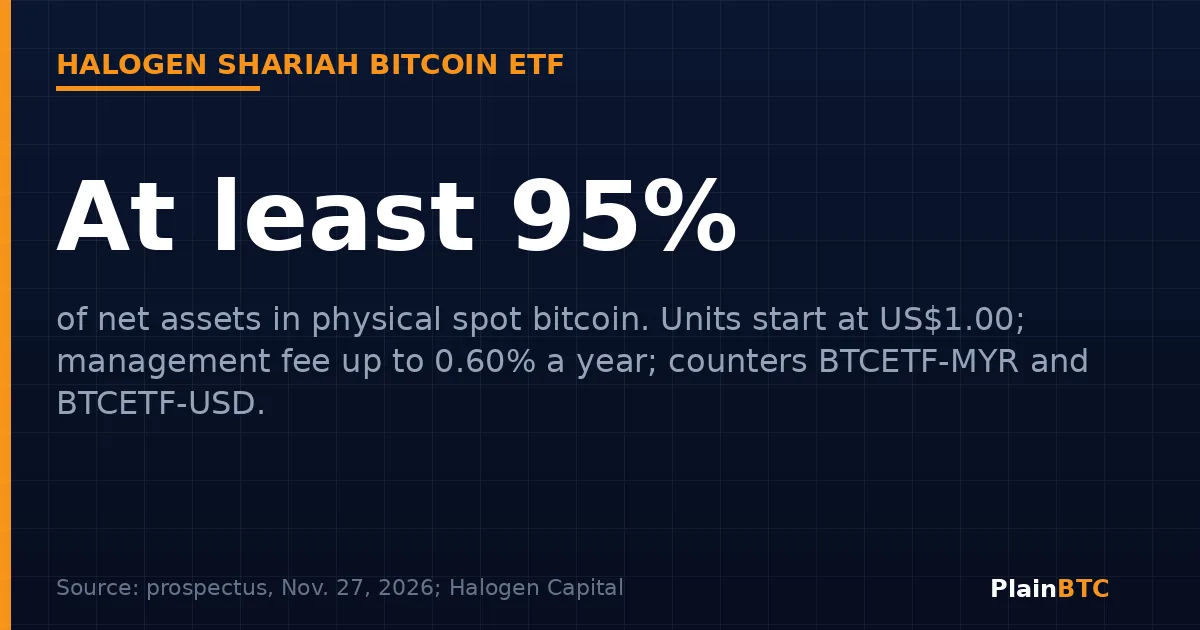 HALOGEN SHARIAH BITCOIN ETF
At least 95%
of net assets in physical spot bitcoin. Units start at US$1.00;
management fee up to 0.60% a year; counters BTCETF-MYR and
BTCETF-USD.
Source: prospectus, Nov. 27, 2026; Halogen Capital
PlainBTC